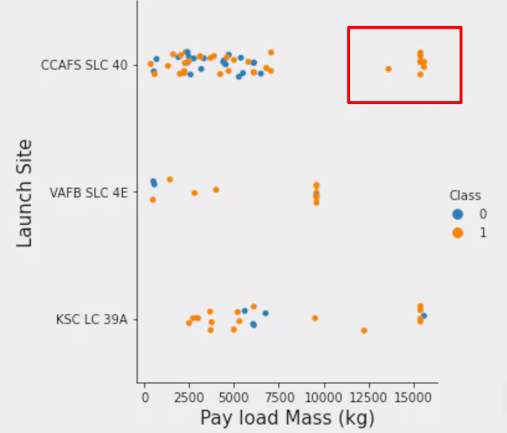 CCAFS SLC 40
VAFB SLC 4E
KSC LC 39A
Launch Site
Class
0
1
0 2500 5000 7500 10000 12500 15000
Pay load Mass (kg)